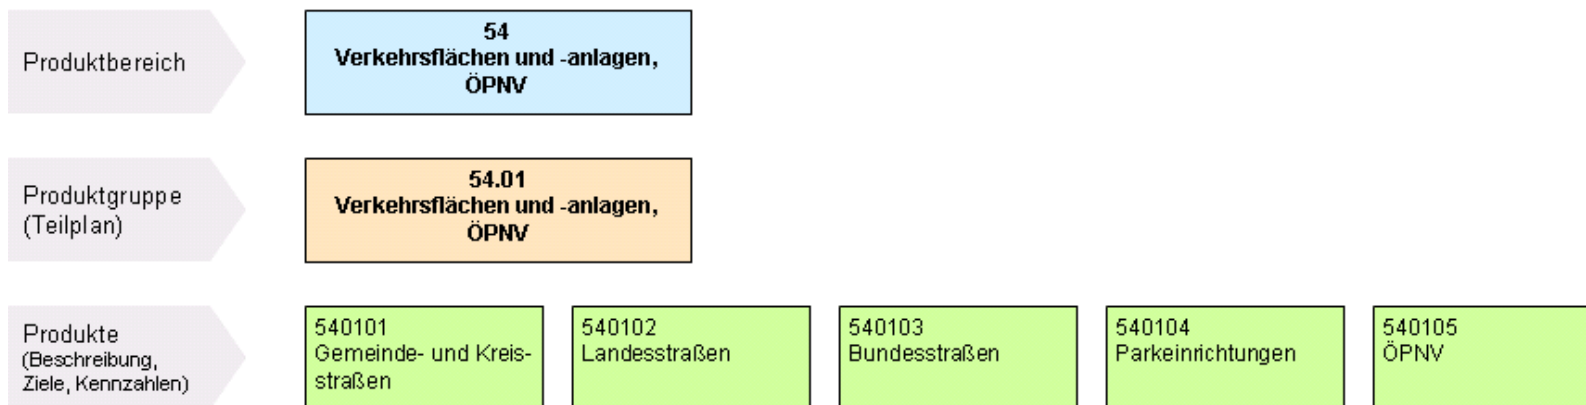 Produktbereich
54
Verkehrsflächen und -anlagen,
ÖPNV
Produktgruppe
(Teilplan)
54.01
Verkehrsflächen und -anlagen,
ÖPNV
Produkte
(Beschreibung,
Ziele, Kennzahlen)
540101
Gemeinde- und Kreis-
straßen
540102
Landesstraßen
540103
Bundesstraßen
540104
Parkeinrichtungen
540105
ÖPNV